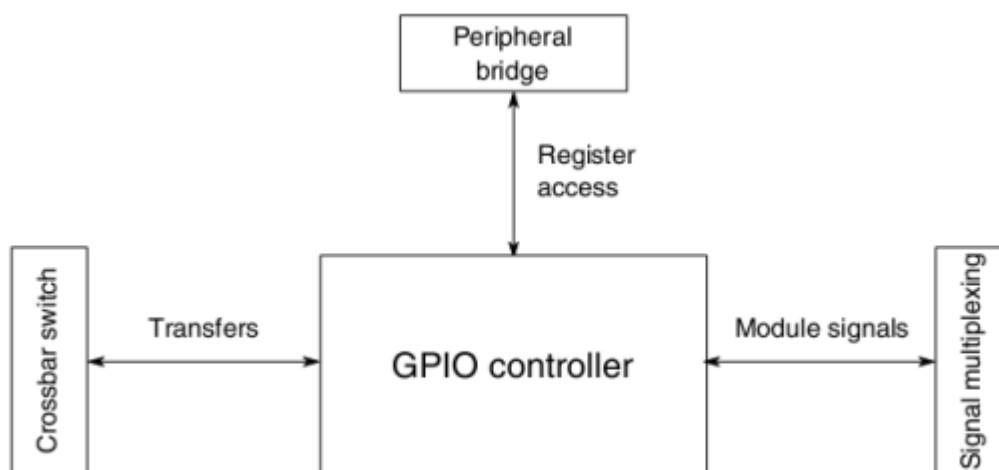 Peripheral
bridge
Register
access
Crossbar switch
Transfers
GPIO controller
Module signals
Signal multiplexing